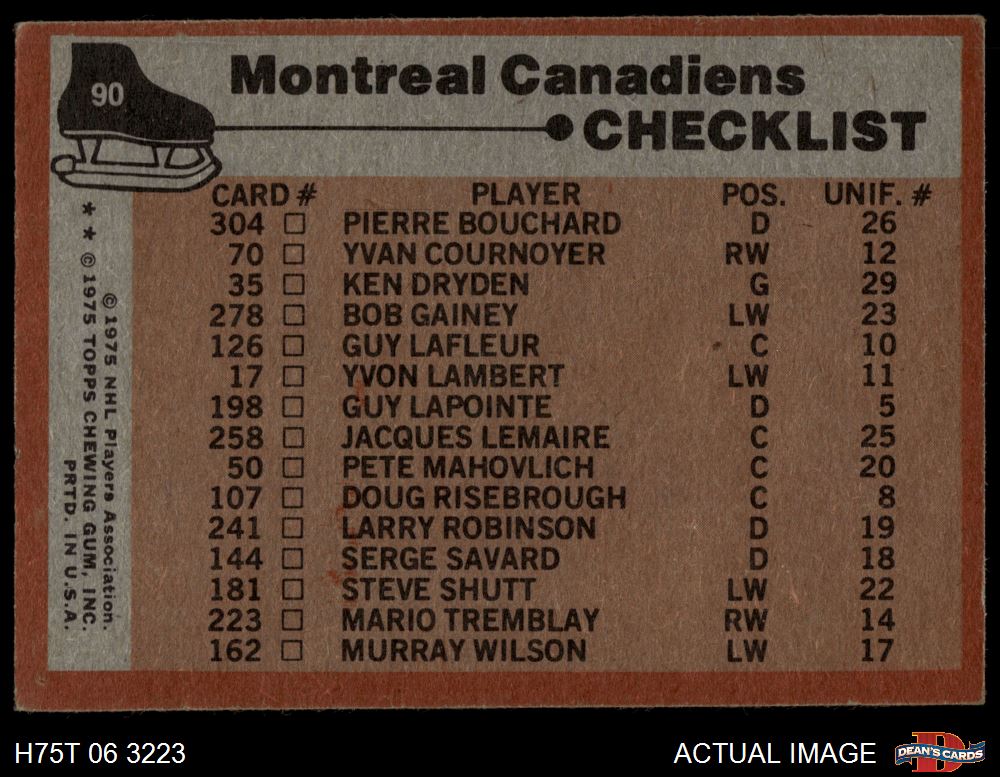 90
Montreal Canadiens
CHECKLIST
CARD # PLAYER POS. UNIF. #
304 □ PIERRE BOUCHARD D 26
70 □ YVAN COURNOYER RW 12
35 □ KEN DRYDEN G 29
278 □ BOB GAINEY LW 23
126 □ GUY LAFLEUR C 10
17 □ YVON LAMBERT LW 11
198 □ GUY LAPOINTE D 5
258 □ JACQUES LEMAIRE C 25
50 □ PETE MAHOVLICH C 20
107 □ DOUG RISEBROUGH C 8
241 □ LARRY ROBINSON D 19
144 □ SERGE SAVARD D 18
181 □ STEVE SHUTT LW 22
223 □ MARIO TREMBLAY RW 14
162 □ MURRAY WILSON LW 17
© 1975 NHL Players Association.
* * © 1975 TOPPS CHEWING GUM, INC.
PRTD. IN U.S.A.
H75T 06 3223
ACTUAL IMAGE
D
DEAN'S CARDS